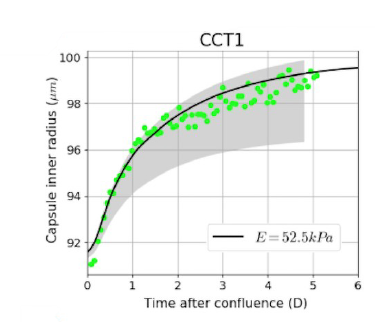 CCT1
Capsule inner radius (μm)
100
98
96
94
92
E = 52.5kPa
0 1 2 3 4 5 6
Time after confluence (D)